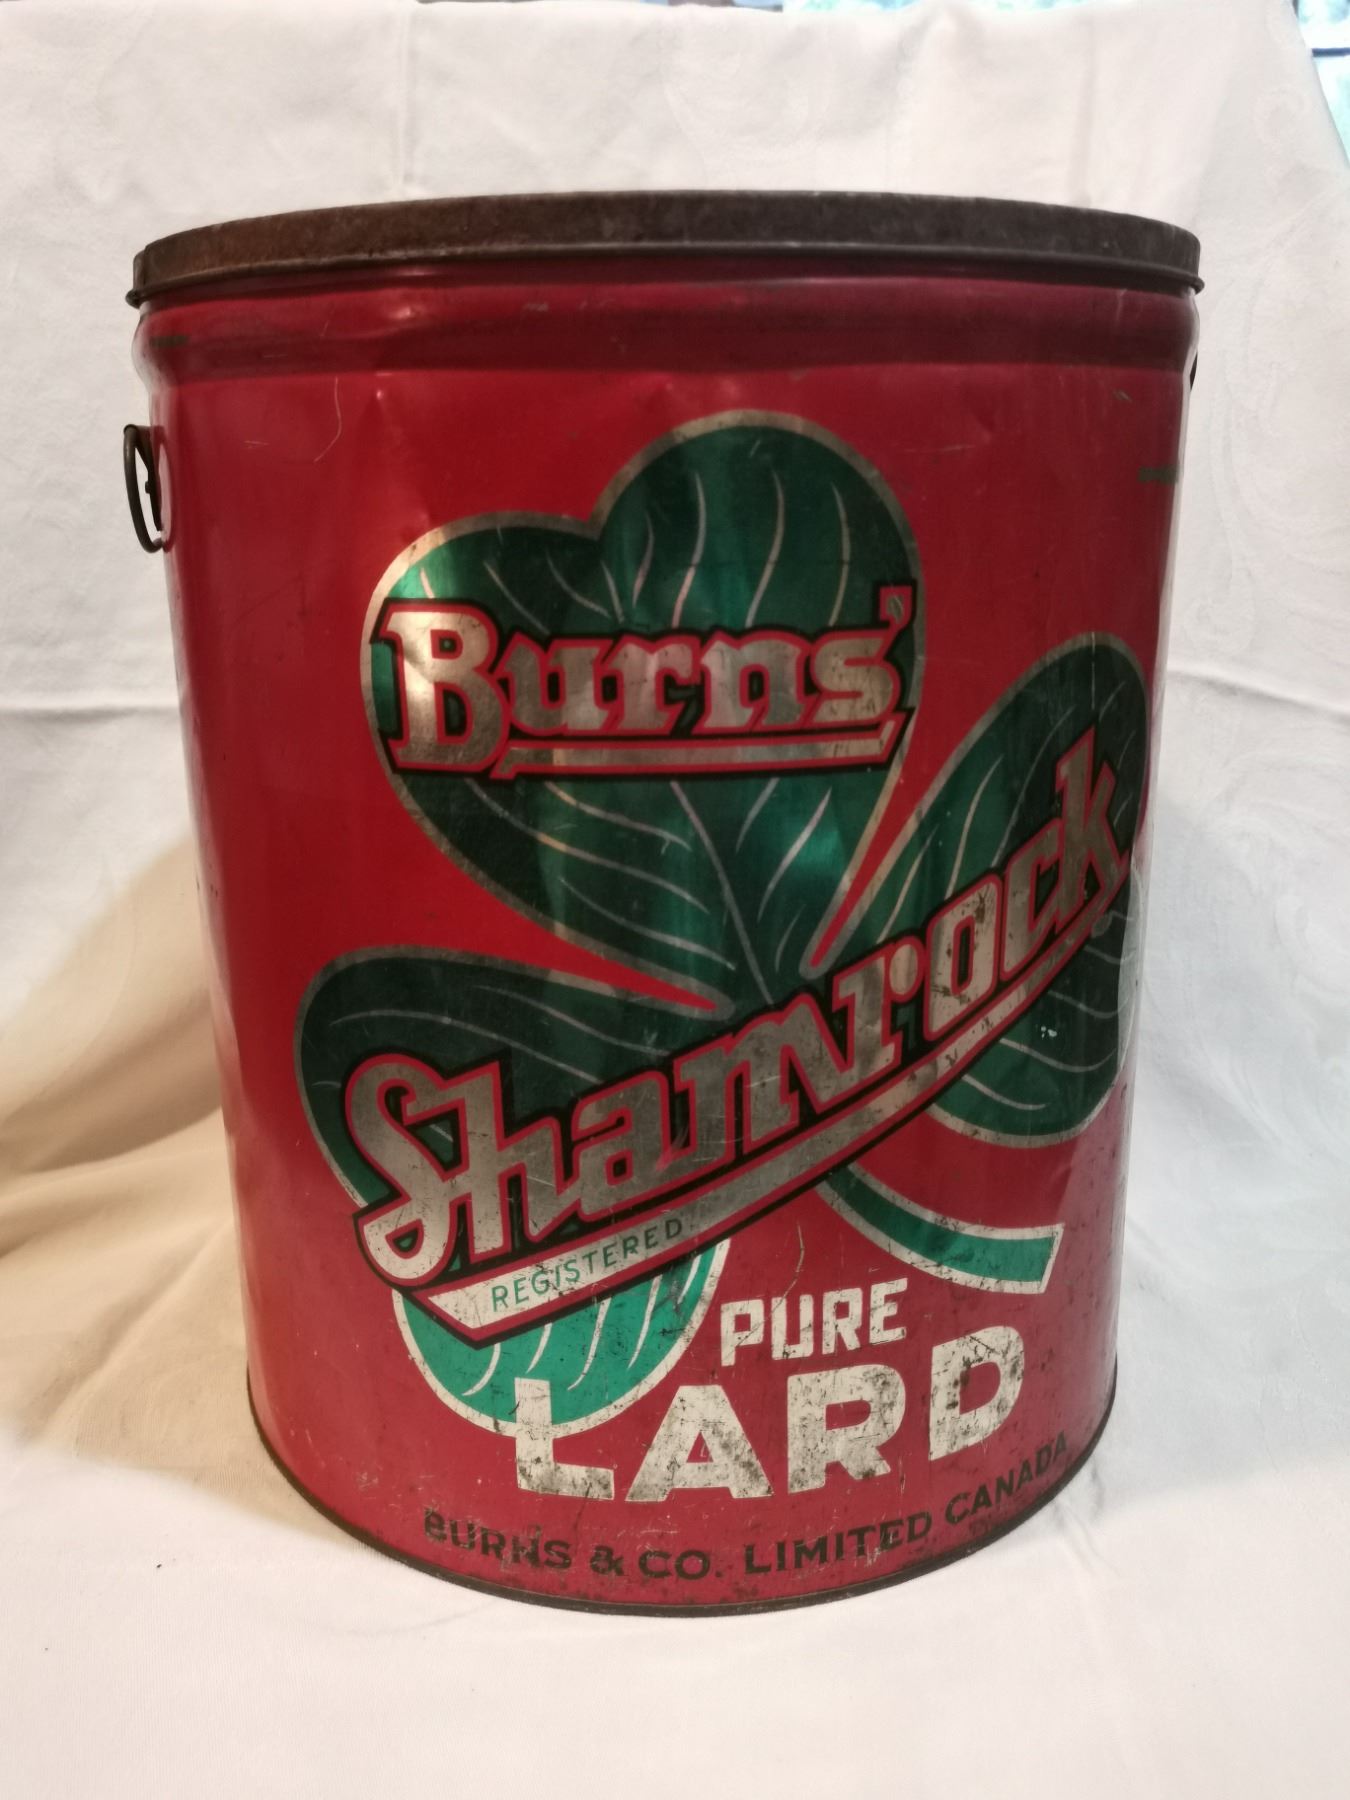 Burns'
Shamrock
REGISTERED
PURE
LARD
BURNS & CO. LIMITED CANADA